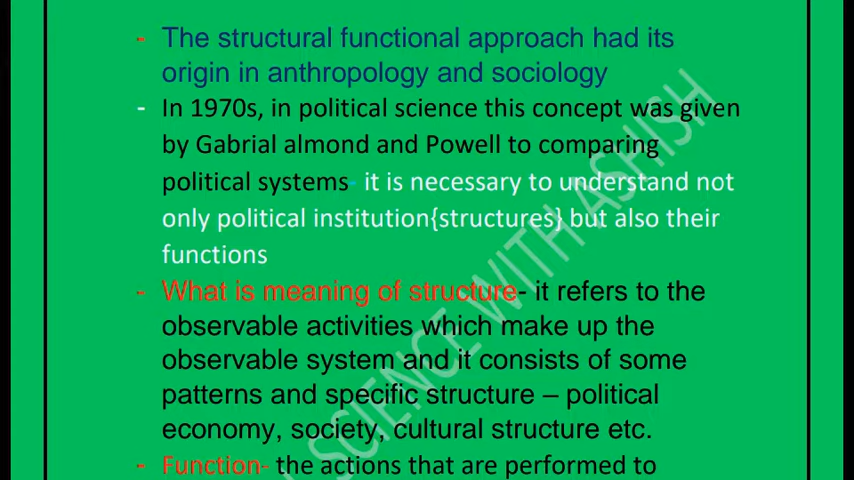 - The structural functional approach had its
origin in anthropology and sociology
- In 1970s, in political science this concept was given
by Gabrial almond and Powell to comparing
political systems- it is necessary to understand not
only political institution{structures} but also their
functions
- What is meaning of structure- it refers to the
observable activities which make up the
observable system and it consists of some
patterns and specific structure – political
economy, society, cultural structure etc.
- Function- the actions that are performed to
SCIENCE WITH ASHISH